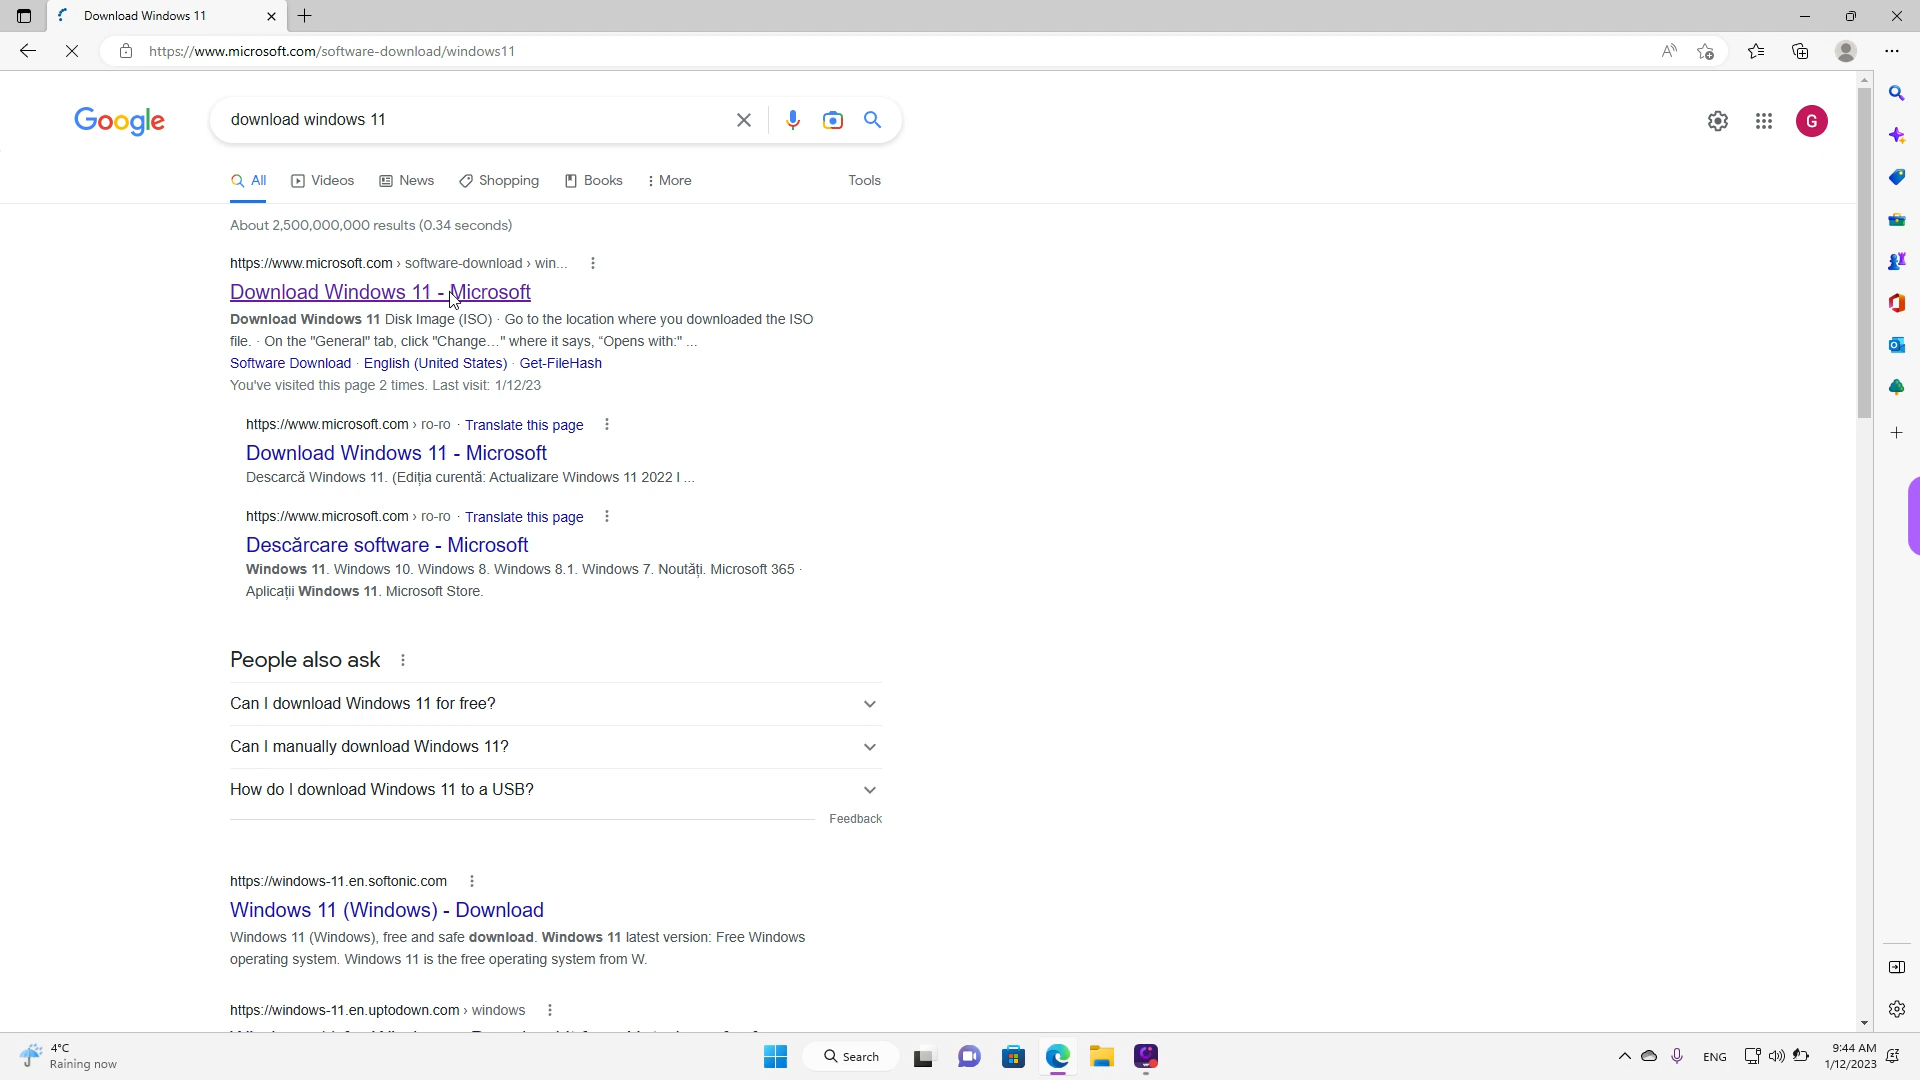 Download Windows 11
https://www.microsoft.com/software-download/windows11
Google
download windows 11
G
All
Videos
News
Shopping
Books
More
Tools
About 2,500,000,000 results (0.34 seconds)
https://www.microsoft.com › software-download › win...
Download Windows 11 - Microsoft
Download Windows 11 Disk Image (ISO) · Go to the location where you downloaded the ISO
file. · On the "General" tab, click "Change…" where it says, “Opens with:” ...
Software Download · English (United States) · Get-FileHash
You've visited this page 2 times. Last visit: 1/12/23
https://www.microsoft.com › ro-ro · Translate this page
Download Windows 11 - Microsoft
Descarcă Windows 11. (Ediția curentă: Actualizare Windows 11 2022 l ...
https://www.microsoft.com › ro-ro · Translate this page
Descărcare software - Microsoft
Windows 11. Windows 10. Windows 8. Windows 8.1. Windows 7. Noutăți. Microsoft 365 ·
Aplicații Windows 11. Microsoft Store.
People also ask
Can I download Windows 11 for free?
Can I manually download Windows 11?
How do I download Windows 11 to a USB?
Feedback
https://windows-11.en.softonic.com
Windows 11 (Windows) - Download
Windows 11 (Windows), free and safe download. Windows 11 latest version: Free Windows
operating system. Windows 11 is the free operating system from W.
https://windows-11.en.uptodown.com › windows
4°C
Raining now
Search
ENG
9:44 AM
1/12/2023